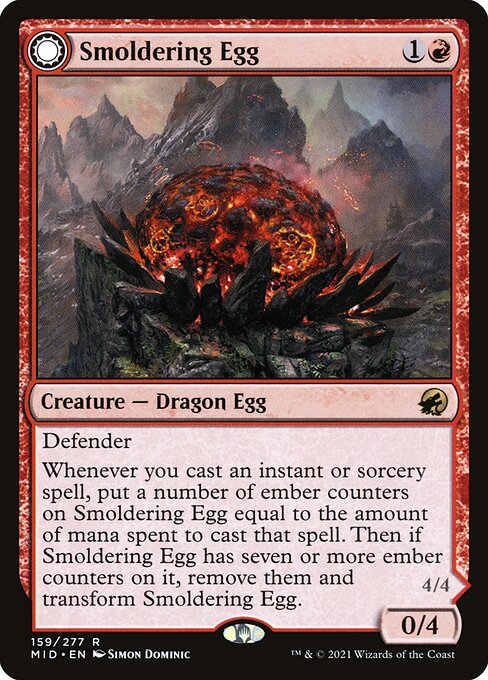 Smoldering Egg 1
Creature — Dragon Egg
Defender
Whenever you cast an instant or sorcery
spell, put a number of ember counters
on Smoldering Egg equal to the amount
of mana spent to cast that spell. Then if
Smoldering Egg has seven or more ember
counters on it, remove them and
transform Smoldering Egg.
4/4
0/4
159/277 R
MID • EN Simon Dominic
™ & © 2021 Wizards of the Coast